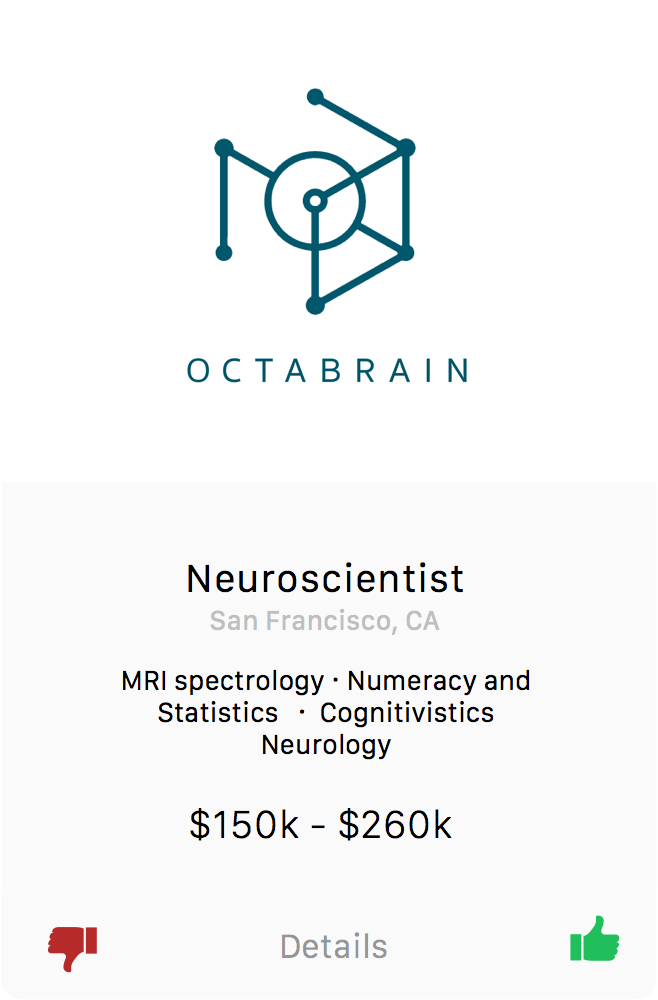 OCTABRAIN
Neuroscientist
San Francisco, CA
MRI spectrology · Numeracy and
Statistics · Cognitivistics
Neurology
$150k - $260k
Details